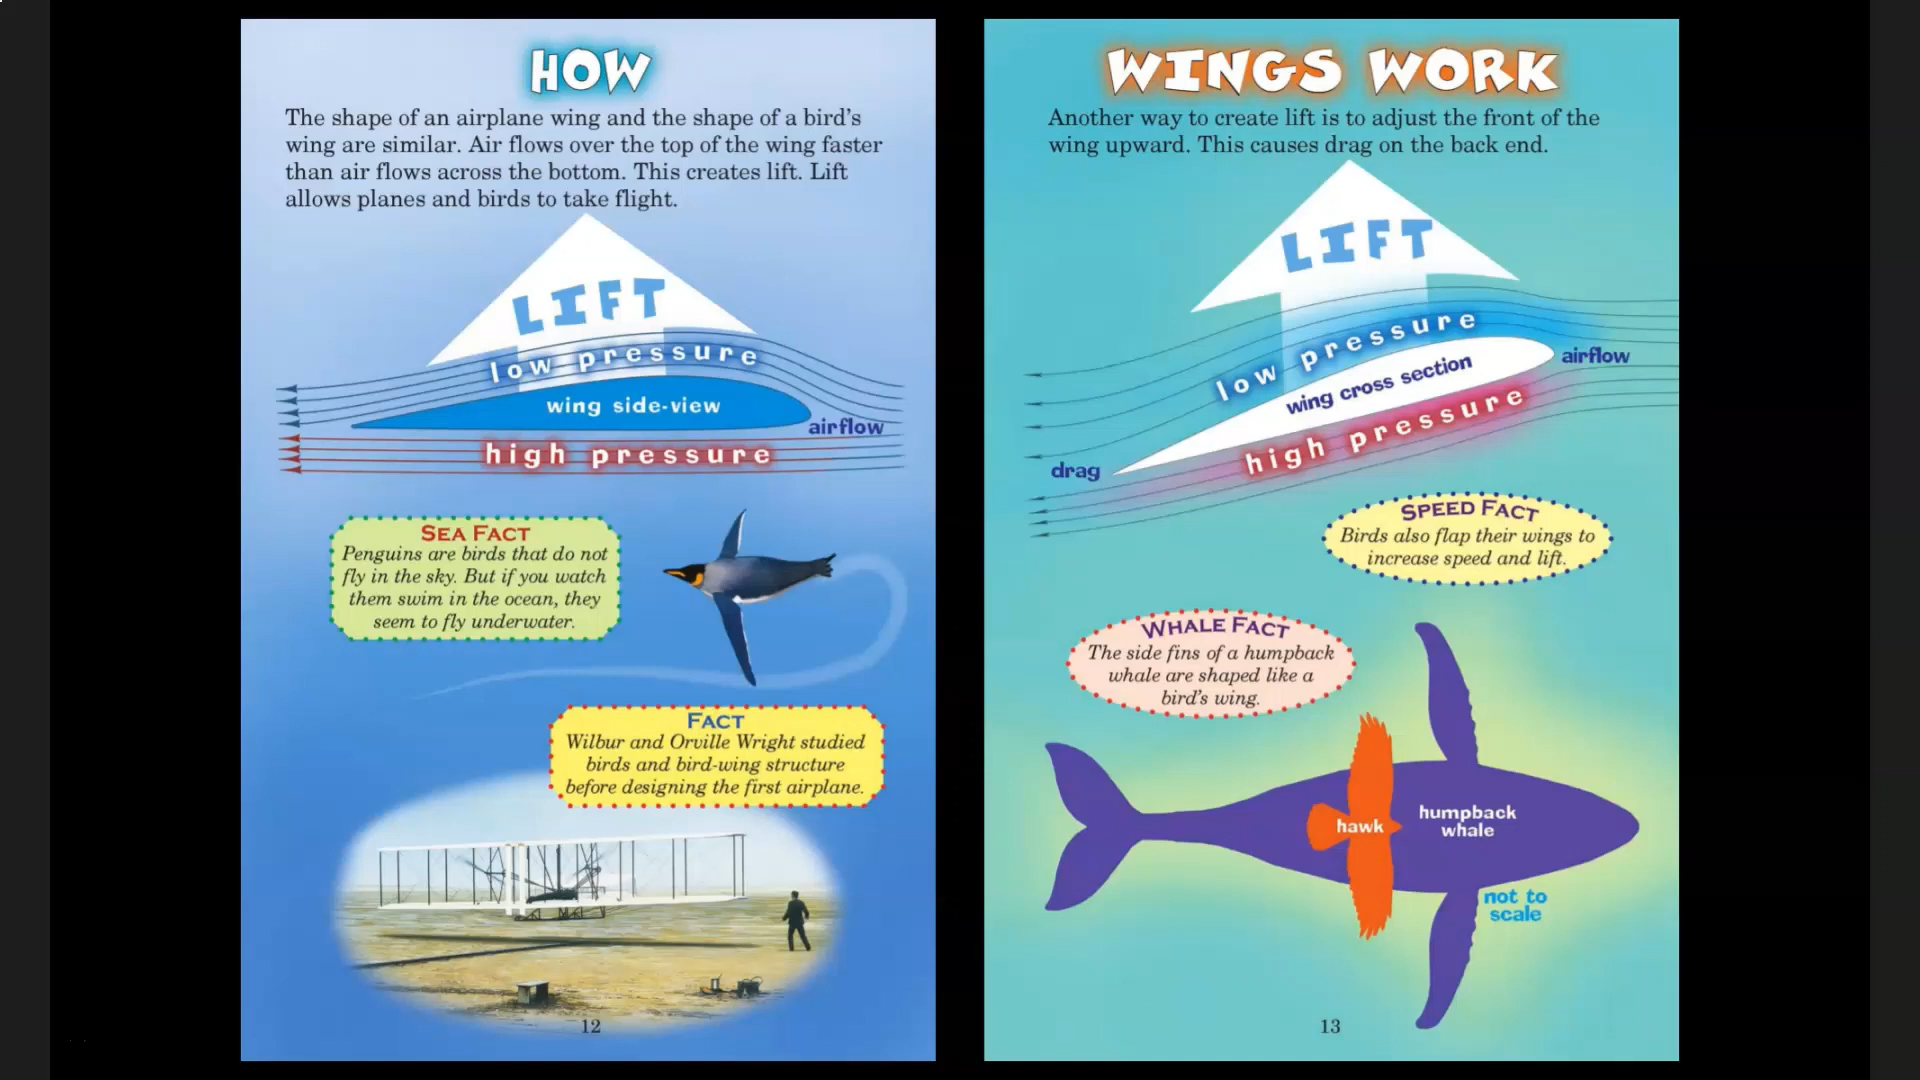 HOW
The shape of an airplane wing and the shape of a bird's
wing are similar. Air flows over the top of the wing faster
than air flows across the bottom. This creates lift. Lift
allows planes and birds to take flight.
LIFT
low pressure
wing side-view
airflow
high pressure
SEA FACT
Penguins are birds that do not
fly in the sky. But if you watch
them swim in the ocean, they
seem to fly underwater.
FACT
Wilbur and Orville Wright studied
birds and bird-wing structure
before designing the first airplane.
12
WINGS WORK
Another way to create lift is to adjust the front of the
wing upward. This causes drag on the back end.
LIFT
low pressure
wing cross section
airflow
high pressure
drag
SPEED FACT
Birds also flap their wings to
increase speed and lift.
WHALE FACT
The side fins of a humpback
whale are shaped like a
bird's wing.
hawk
humpback
whale
not to
scale
13